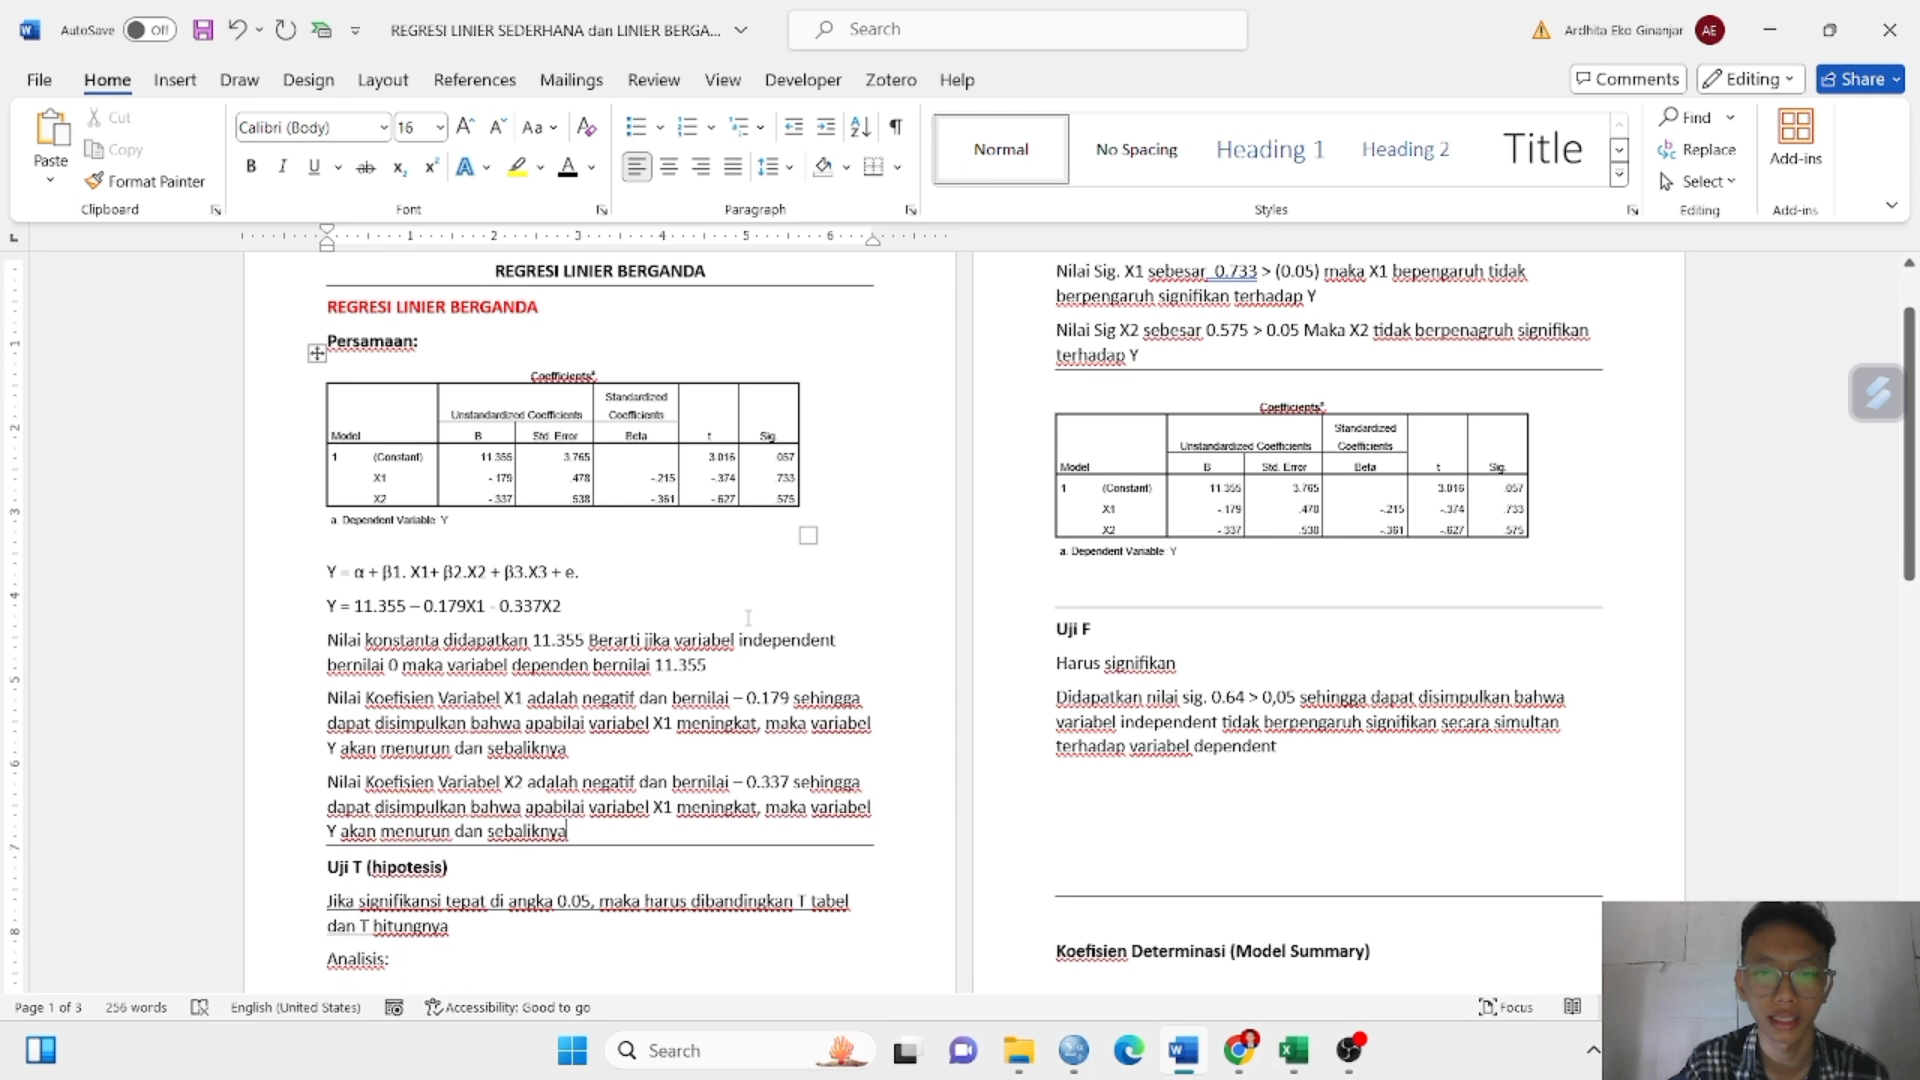 AutoSave Off REGRESI LINIER SEDERHANA dan LINIER BERGA... Search Ardhita Eko Ginanjar AE
File Home Insert Draw Design Layout References Mailings Review View Developer Zotero Help Comments Editing Share
Paste Cut Copy Format Painter
Calibri (Body) 16
Normal No Spacing Heading 1 Heading 2 Title
Find Replace Select Add-ins
Clipboard Font Paragraph Styles Editing Add-ins
REGRESI LINIER BERGANDA
REGRESI LINIER BERGANDA
Persamaan:
Coefficientsᵃ
Standardized
Unstandardized Coefficients Coefficients
Model B Std. Error Beta t Sig.
1 (Constant) 11.355 3.765 3.016 .057
X1 -.179 .478 -.215 -.374 .733
X2 -.337 .538 -.361 -.627 .575
a. Dependent Variable: Y
Y = α + β1. X1+ β2.X2 + β3.X3 + e.
Y = 11.355 – 0.179X1 - 0.337X2
Nilai konstanta didapatkan 11.355 Berarti jika variabel independent
bernilai 0 maka variabel dependen bernilai 11.355
Nilai Koefisien Variabel X1 adalah negatif dan bernilai – 0.179 sehingga
dapat disimpulkan bahwa apabilai variabel X1 meningkat, maka variabel
Y akan menurun dan sebaliknya
Nilai Koefisien Variabel X2 adalah negatif dan bernilai – 0.337 sehingga
dapat disimpulkan bahwa apabilai variabel X1 meningkat, maka variabel
Y akan menurun dan sebaliknya
Uji T (hipotesis)
Jika signifikansi tepat di angka 0.05, maka harus dibandingkan T tabel
dan T hitungnya
Analisis:
Nilai Sig. X1 sebesar 0.733 > (0.05) maka X1 bepengaruh tidak
berpengaruh signifikan terhadap Y
Nilai Sig X2 sebesar 0.575 > 0.05 Maka X2 tidak berpenagruh signifikan
terhadap Y
Coefficientsᵃ
Standardized
Unstandardized Coefficients Coefficients
Model B Std. Error Beta t Sig.
1 (Constant) 11.355 3.765 3.016 .057
X1 -.179 .478 -.215 -.374 .733
X2 -.337 .538 -.361 -.627 .575
a. Dependent Variable: Y
Uji F
Harus signifikan
Didapatkan nilai sig. 0.64 > 0,05 sehingga dapat disimpulkan bahwa
variabel independent tidak berpengaruh signifikan secara simultan
terhadap variabel dependent
Koefisien Determinasi (Model Summary)
Page 1 of 3 256 words English (United States) Accessibility: Good to go Focus
Search